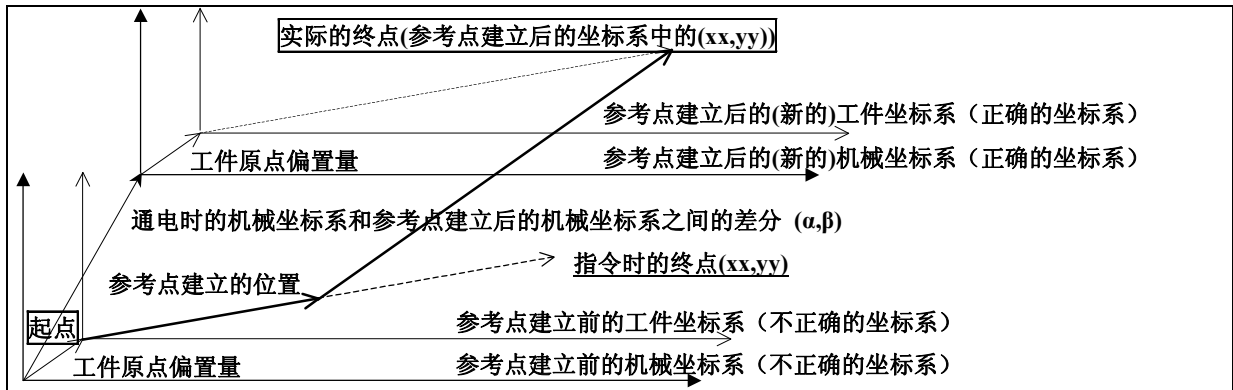 实际的终点(参考点建立后的坐标系中的(xx,yy))
参考点建立后的(新的)工件坐标系（正确的坐标系）
工件原点偏置量
参考点建立后的(新的)机械坐标系（正确的坐标系）
通电时的机械坐标系和参考点建立后的机械坐标系之间的差分 (α,β)
指令时的终点(xx,yy)
参考点建立的位置
起点
参考点建立前的工件坐标系（不正确的坐标系）
工件原点偏置量
参考点建立前的机械坐标系（不正确的坐标系）